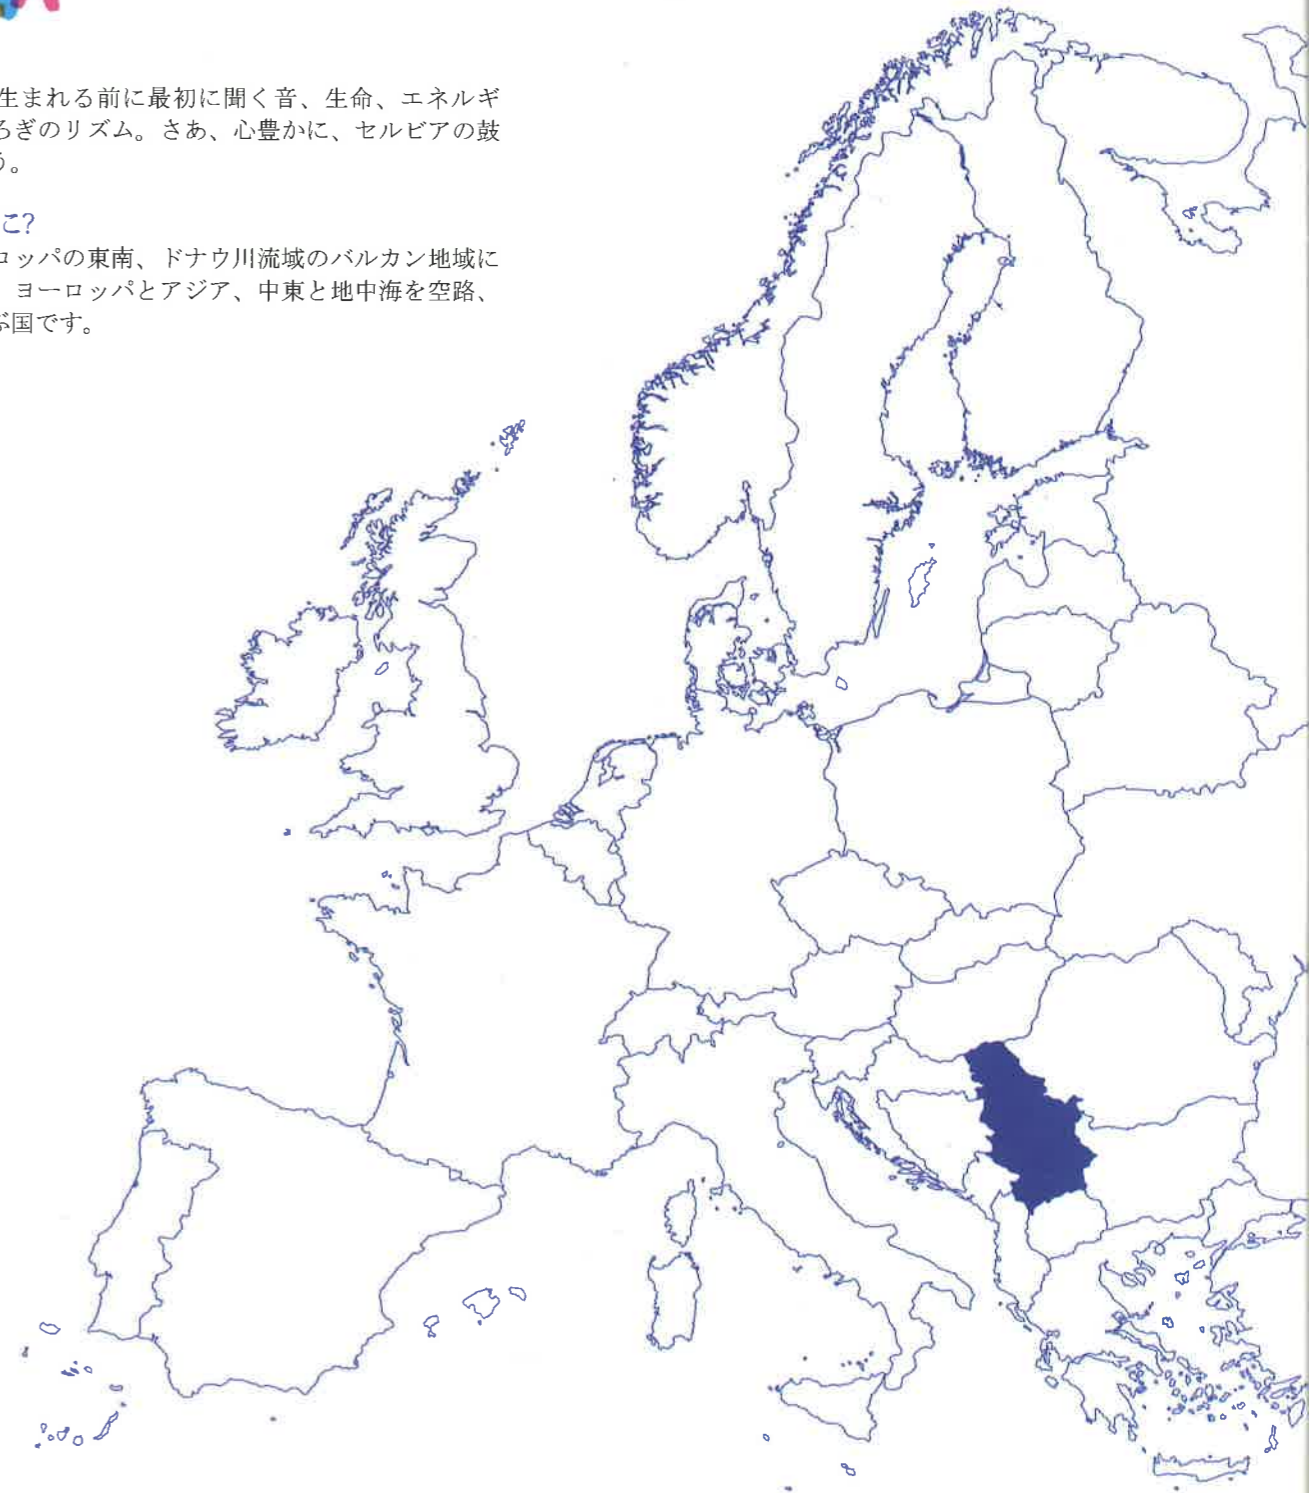 生まれる前に最初に聞く音、生命、エネルギ
ろぎのリズム。さあ、心豊かに、セルビアの鼓
う。
こ?
ロッパの東南、ドナウ川流域のバルカン地域に
ヨーロッパとアジア、中東と地中海を空路、
ぶ国です。